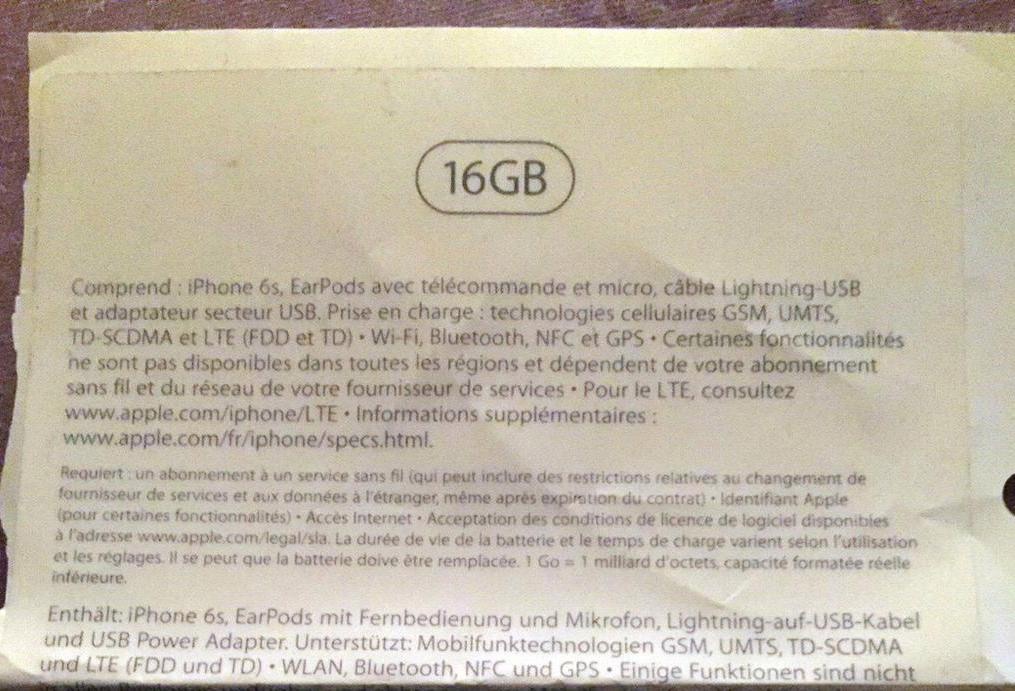 16GB
Comprend : iPhone 6s, EarPods avec télécommande et micro, câble Lightning-USB
et adaptateur secteur USB. Prise en charge : technologies cellulaires GSM, UMTS,
TD-SCDMA et LTE (FDD et TD) • Wi-Fi, Bluetooth, NFC et GPS • Certaines fonctionnalités
ne sont pas disponibles dans toutes les régions et dépendent de votre abonnement
sans fil et du réseau de votre fournisseur de services • Pour le LTE, consultez
www.apple.com/iphone/LTE • Informations supplémentaires :
www.apple.com/fr/iphone/specs.html.
Requiert : un abonnement à un service sans fil (qui peut inclure des restrictions relatives au changement de
fournisseur de services et aux données à l'étranger, même après expiration du contrat) • Identifiant Apple
(pour certaines fonctionnalités) • Accès Internet • Acceptation des conditions de licence de logiciel disponibles
à l'adresse www.apple.com/legal/sla. La durée de vie de la batterie et le temps de charge varient selon l'utilisation
et les réglages. Il se peut que la batterie doive être remplacée. 1 Go = 1 milliard d'octets, capacité formatée réelle
inférieure.
Enthält: iPhone 6s, EarPods mit Fernbedienung und Mikrofon, Lightning-auf-USB-Kabel
und USB Power Adapter. Unterstützt: Mobilfunktechnologien GSM, UMTS, TD-SCDMA
und LTE (FDD und TD) • WLAN, Bluetooth, NFC und GPS • Einige Funktionen sind nicht